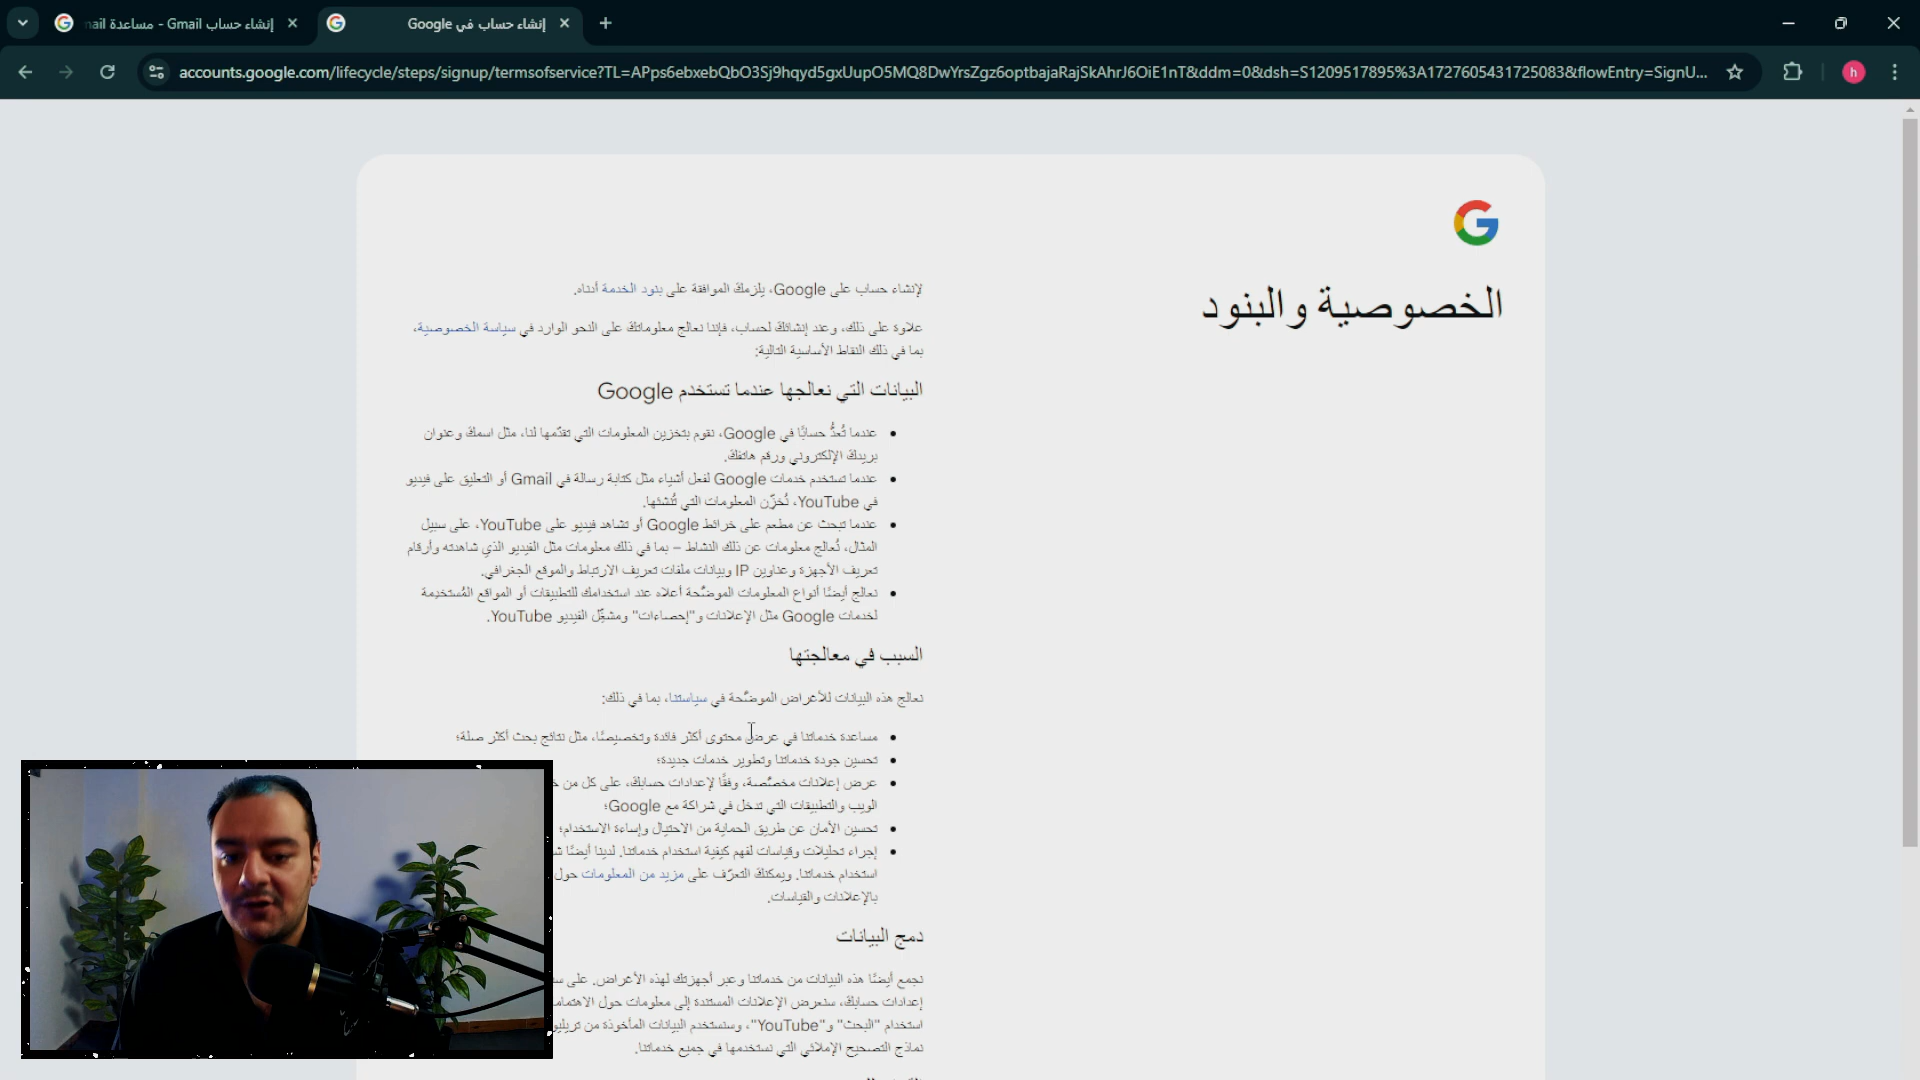 إنشاء حساب Gmail - مساعدة
إنشاء حساب في Google
accounts.google.com/lifecycle/steps/signup/termsofservice?TL=APps6ebxebQbO3Sj9hqyd5gxUupO5MQ8DwYrsZgz6optbajaRajSkAhrJ6OiE1nT&ddm=0&dsh=S1209517895%3A1727605431725083&flowEntry=SignU...
h
الخصوصية والبنود
لإنشاء حساب على Google، يلزمك الموافقة على بنود الخدمة أدناه.
علاوة على ذلك، وعند إنشائك لحساب، فإننا نعالج معلوماتك على النحو الوارد في سياسة الخصوصية،
بما في ذلك النقاط الأساسية التالية:
البيانات التي نعالجها عندما تستخدم Google
عندما تُعدُّ حسابًا في Google، نقوم بتخزين المعلومات التي تقدّمها لنا، مثل اسمك وعنوان
بريدك الإلكتروني ورقم هاتفك.
عندما تستخدم خدمات Google لفعل أشياء مثل كتابة رسالة في Gmail أو التعليق على فيديو
في YouTube، نُخزّن المعلومات التي تُنشئها.
عندما تبحث عن مطعم على خرائط Google أو تشاهد فيديو على YouTube، على سبيل
المثال، نُعالج معلومات عن ذلك النشاط – بما في ذلك معلومات مثل الفيديو الذي شاهدته وأرقام
تعريف الأجهزة وعناوين IP وبيانات ملفات تعريف الارتباط والموقع الجغرافي.
نعالج أيضًا أنواع المعلومات الموضّحة أعلاه عند استخدامك للتطبيقات أو المواقع المُستخدِمة
لخدمات Google مثل الإعلانات و"إحصاءات" ومشغّل الفيديو YouTube.
السبب في معالجتها
نعالج هذه البيانات للأغراض الموضّحة في سياستنا، بما في ذلك:
مساعدة خدماتنا في عرض محتوى أكثر فائدة وتخصيصًا، مثل نتائج بحث أكثر صلة؛
تحسين جودة خدماتنا وتطوير خدمات جديدة؛
عرض إعلانات مخصّصة، وفقًا لإعدادات حسابك، على كل من
الويب والتطبيقات التي تدخل في شراكة مع Google؛
تحسين الأمان عن طريق الحماية من الاحتيال وإساءة الاستخدام؛
إجراء تحليلات وقياسات لفهم كيفية استخدام خدماتنا. لدينا أيضًا
استخدام خدماتنا. ويمكنك التعرّف على مزيد من المعلومات حول
بالإعلانات والقياسات.
دمج البيانات
نجمع أيضًا هذه البيانات من خدماتنا وعبر أجهزتك لهذه الأغراض. على
إعدادات حسابك، سنعرض الإعلانات المستندة إلى معلومات حول
استخدام "البحث" و"YouTube"، وسنستخدم البيانات المأخوذة من
نماذج التصحيح الإملائي التي نستخدمها في جميع خدماتنا.